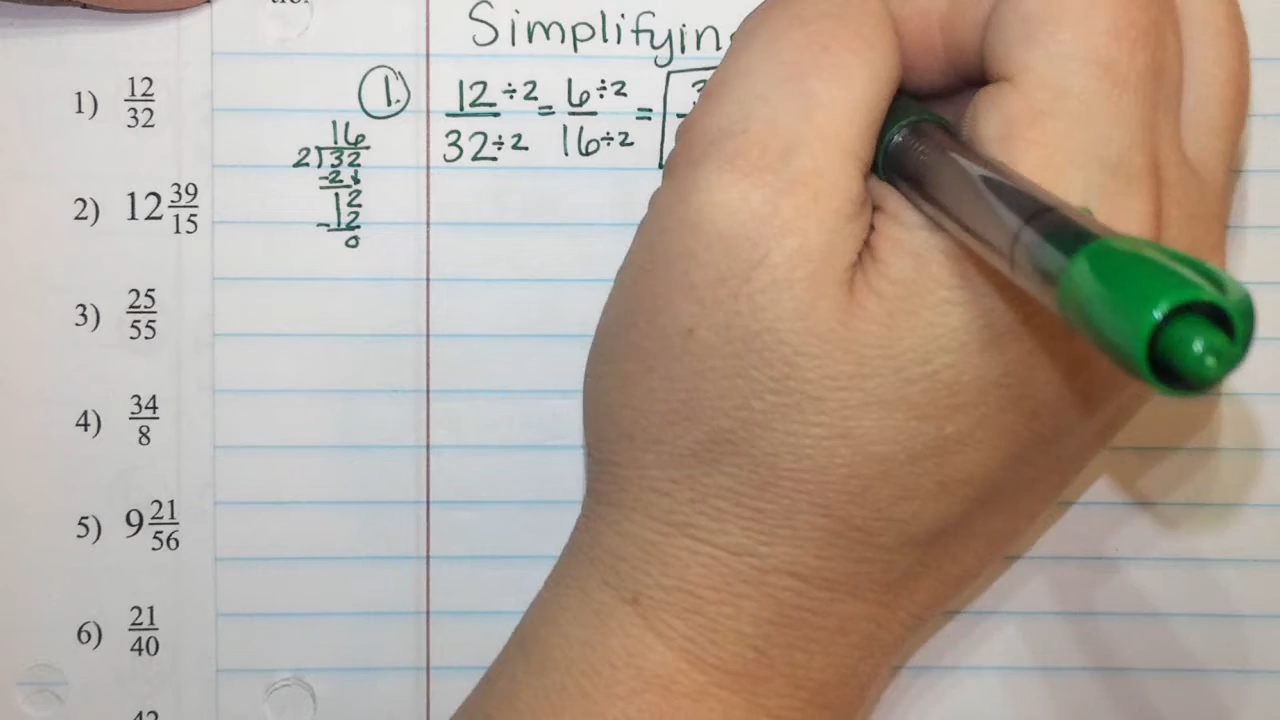 Simplifyin
1) 12/32
2) 12 39/15
3) 25/55
4) 34/8
5) 9 21/56
6) 21/40
1. 12÷2/32÷2 = 6÷2/16÷2 = 3
16
2)32
-2↓
12
-12
0